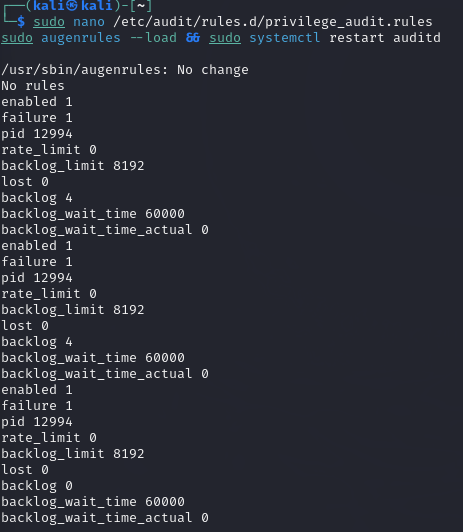 ┌──(kali㉿kali)-[~]
└─$ sudo nano /etc/audit/rules.d/privilege_audit.rules
sudo augenrules --load && sudo systemctl restart auditd
/usr/sbin/augenrules: No change
No rules
enabled 1
failure 1
pid 12994
rate_limit 0
backlog_limit 8192
lost 0
backlog 4
backlog_wait_time 60000
backlog_wait_time_actual 0
enabled 1
failure 1
pid 12994
rate_limit 0
backlog_limit 8192
lost 0
backlog 4
backlog_wait_time 60000
backlog_wait_time_actual 0
enabled 1
failure 1
pid 12994
rate_limit 0
backlog_limit 8192
lost 0
backlog 0
backlog_wait_time 60000
backlog_wait_time_actual 0